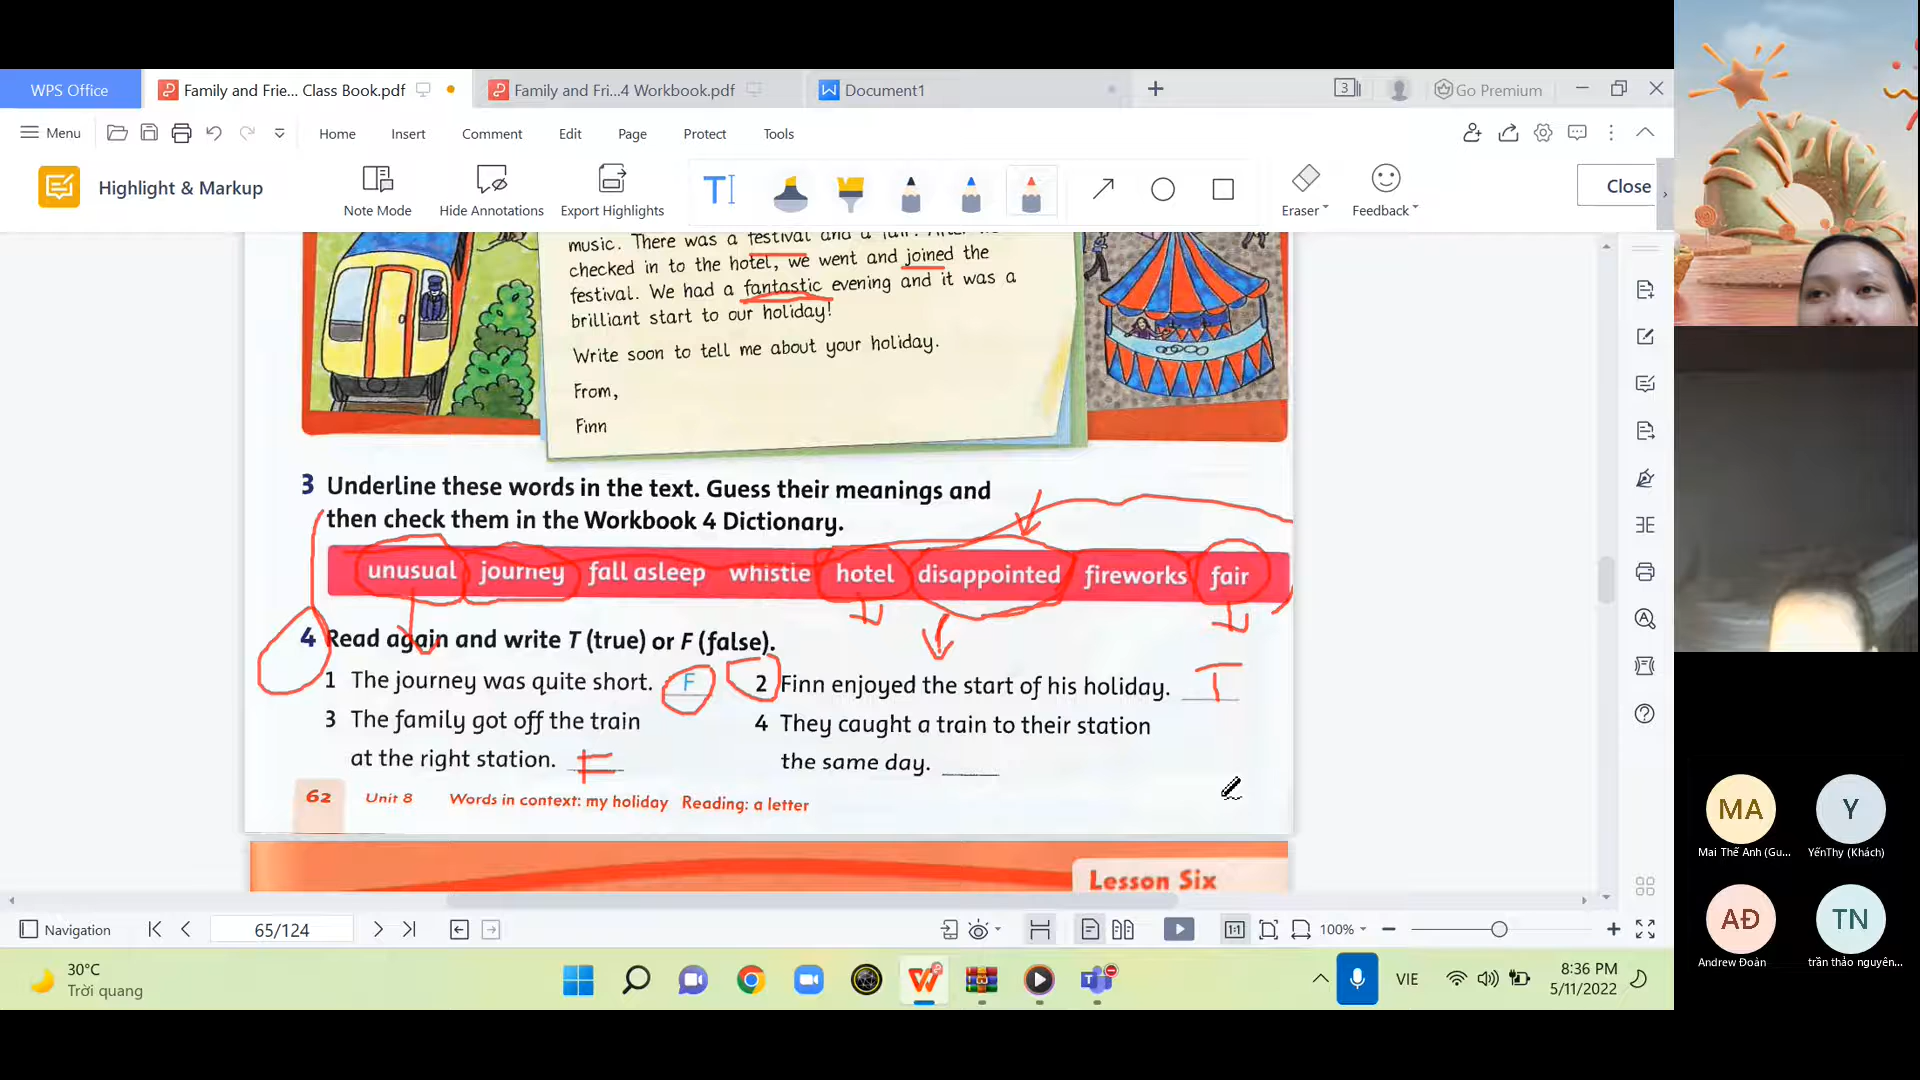 WPS Office
Family and Frie... Class Book.pdf
Family and Fri...4 Workbook.pdf
Document1
3
Go Premium
Menu
Home
Insert
Comment
Edit
Page
Protect
Tools
Highlight & Markup
Note Mode
Hide Annotations
Export Highlights
Eraser
Feedback
Close
music. There was a festival and a fair. After we
checked in to the hotel, we went and joined the
festival. We had a fantastic evening and it was a
brilliant start to our holiday!
Write soon to tell me about your holiday.
From,
Finn
3 Underline these words in the text. Guess their meanings and
then check them in the Workbook 4 Dictionary.
unusual journey fall asleep whistle hotel disappointed fireworks fair
4 Read again and write T (true) or F (false).
1 The journey was quite short. F
2 Finn enjoyed the start of his holiday. T
3 The family got off the train
at the right station. F
4 They caught a train to their station
the same day. ____
62 Unit 8 Words in context: my holiday Reading: a letter
Lesson Six
Navigation
65/124
1:1
100%
30°C
Trời quang
VIE
8:36 PM
5/11/2022
MA
Mai Thế Anh (Gu...
Y
YếnThy (Khách)
AĐ
Andrew Đoàn
TN
trần thảo nguyên...